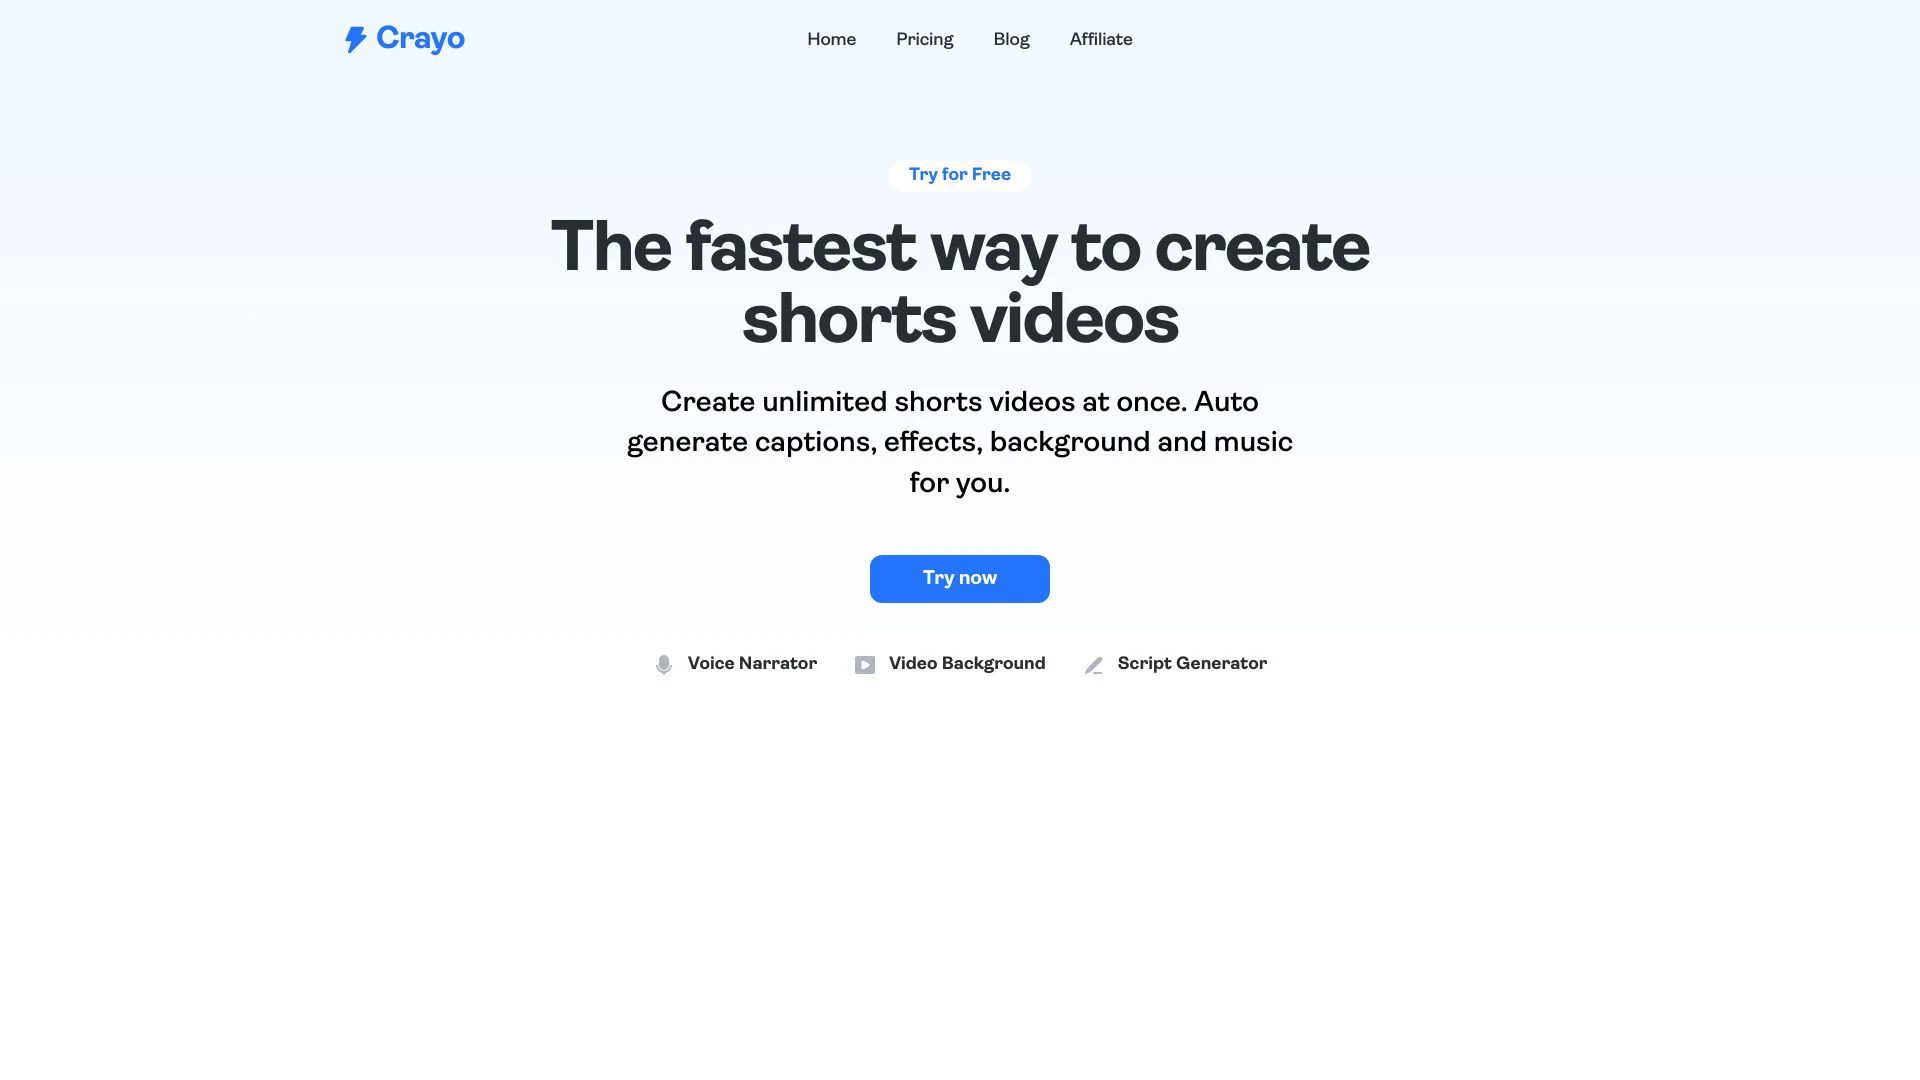 Crayo
Home
Pricing
Blog
Affiliate
Try for Free
The fastest way to create
shorts videos
Create unlimited shorts videos at once. Auto
generate captions, effects, background and music
for you.
Try now
Voice Narrator
Video Background
Script Generator